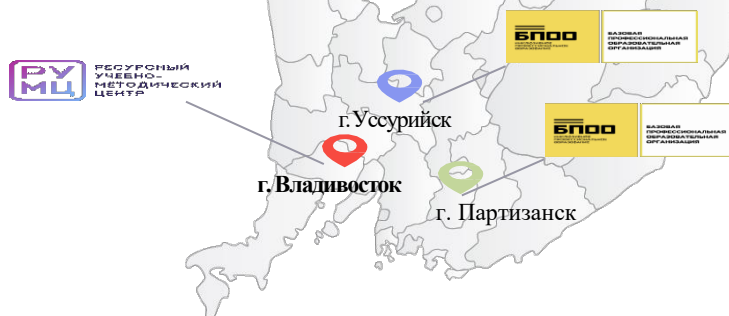 БПОО
БАЗОВАЯ
ПРОФЕССИОНАЛЬНАЯ
ОБРАЗОВАТЕЛЬНАЯ
ОРГАНИЗАЦИЯ
РУ
МЦ
РЕСУРСНЫЙ
УЧЕБНО-
МЕТОДИЧЕСКИЙ
ЦЕНТР
г.Уссурийск
БПОО
БАЗОВАЯ
ПРОФЕССИОНАЛЬНАЯ
ОБРАЗОВАТЕЛЬНАЯ
ОРГАНИЗАЦИЯ
г. Владивосток
г. Партизанск